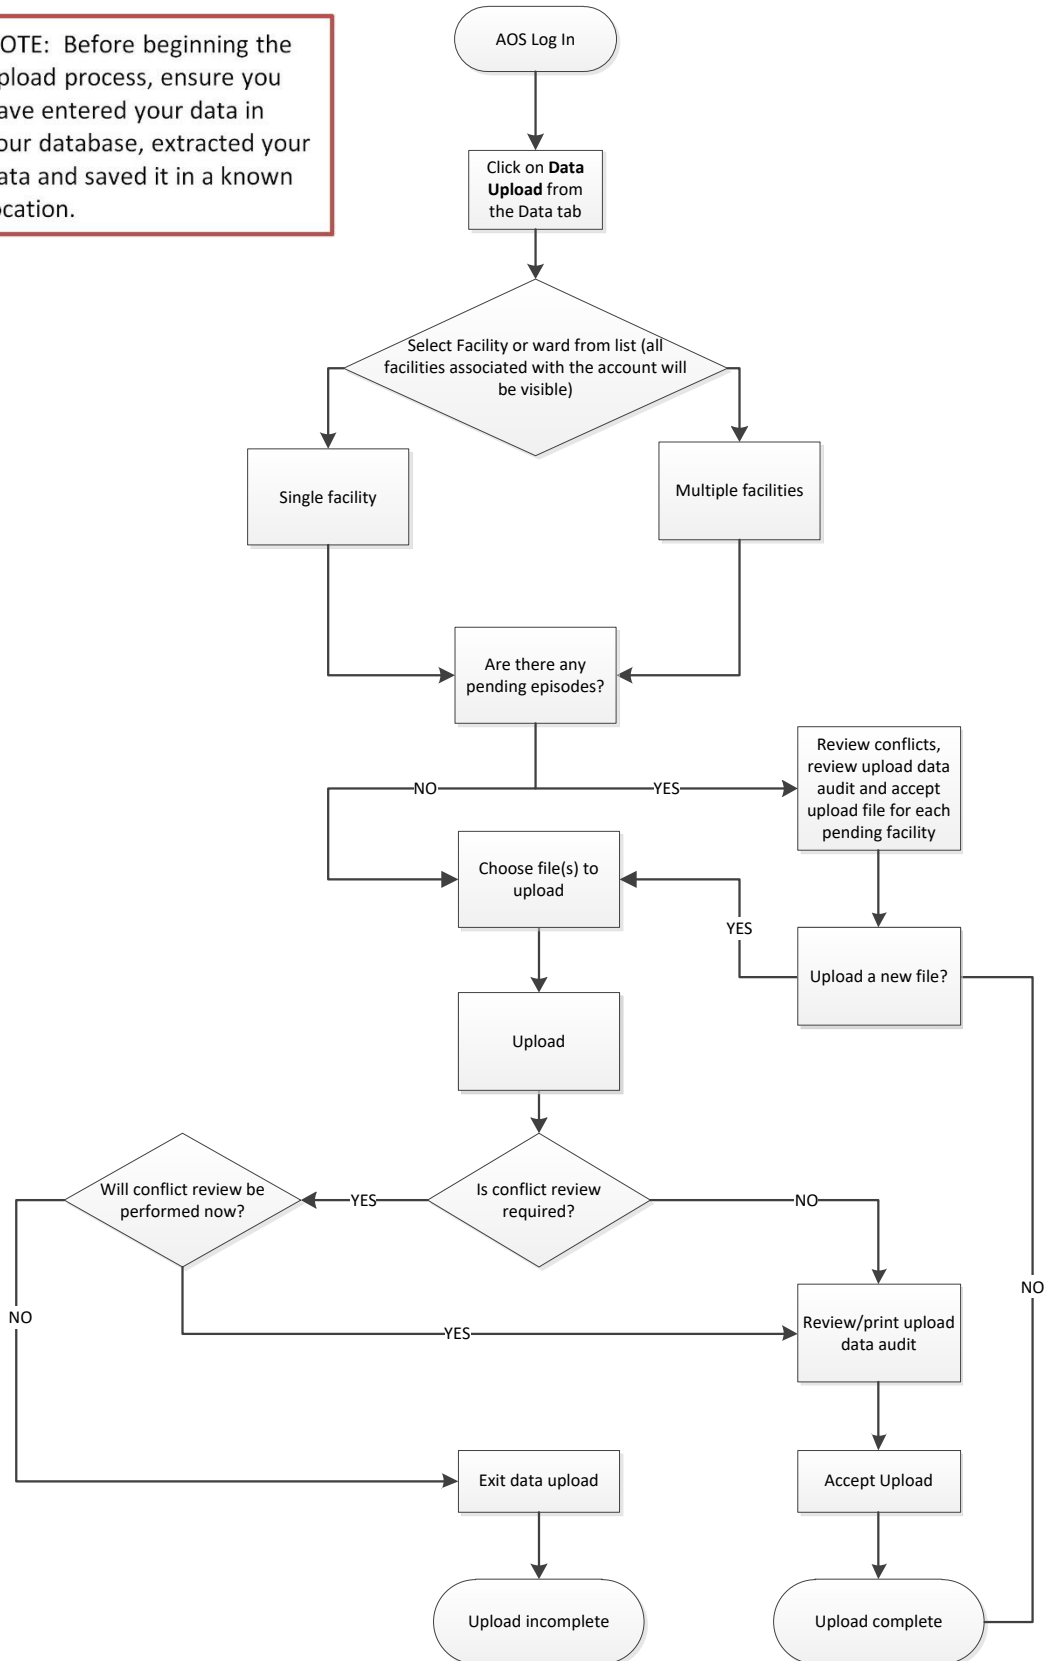 OTE: Before beginning the
pload process, ensure you
ave entered your data in
our database, extracted your
ata and saved it in a known
ocation.
AOS Log In
Click on Data
Upload from
the Data tab
Select Facility or ward from list (all
facilities associated with the account will
be visible)
Single facility
Multiple facilities
Are there any
pending episodes?
NO
YES
Review conflicts,
review upload data
audit and accept
upload file for each
pending facility
Choose file(s) to
upload
YES
Upload a new file?
Upload
Will conflict review be
performed now?
YES
Is conflict review
required?
NO
NO
NO
YES
Review/print upload
data audit
Exit data upload
Accept Upload
Upload incomplete
Upload complete